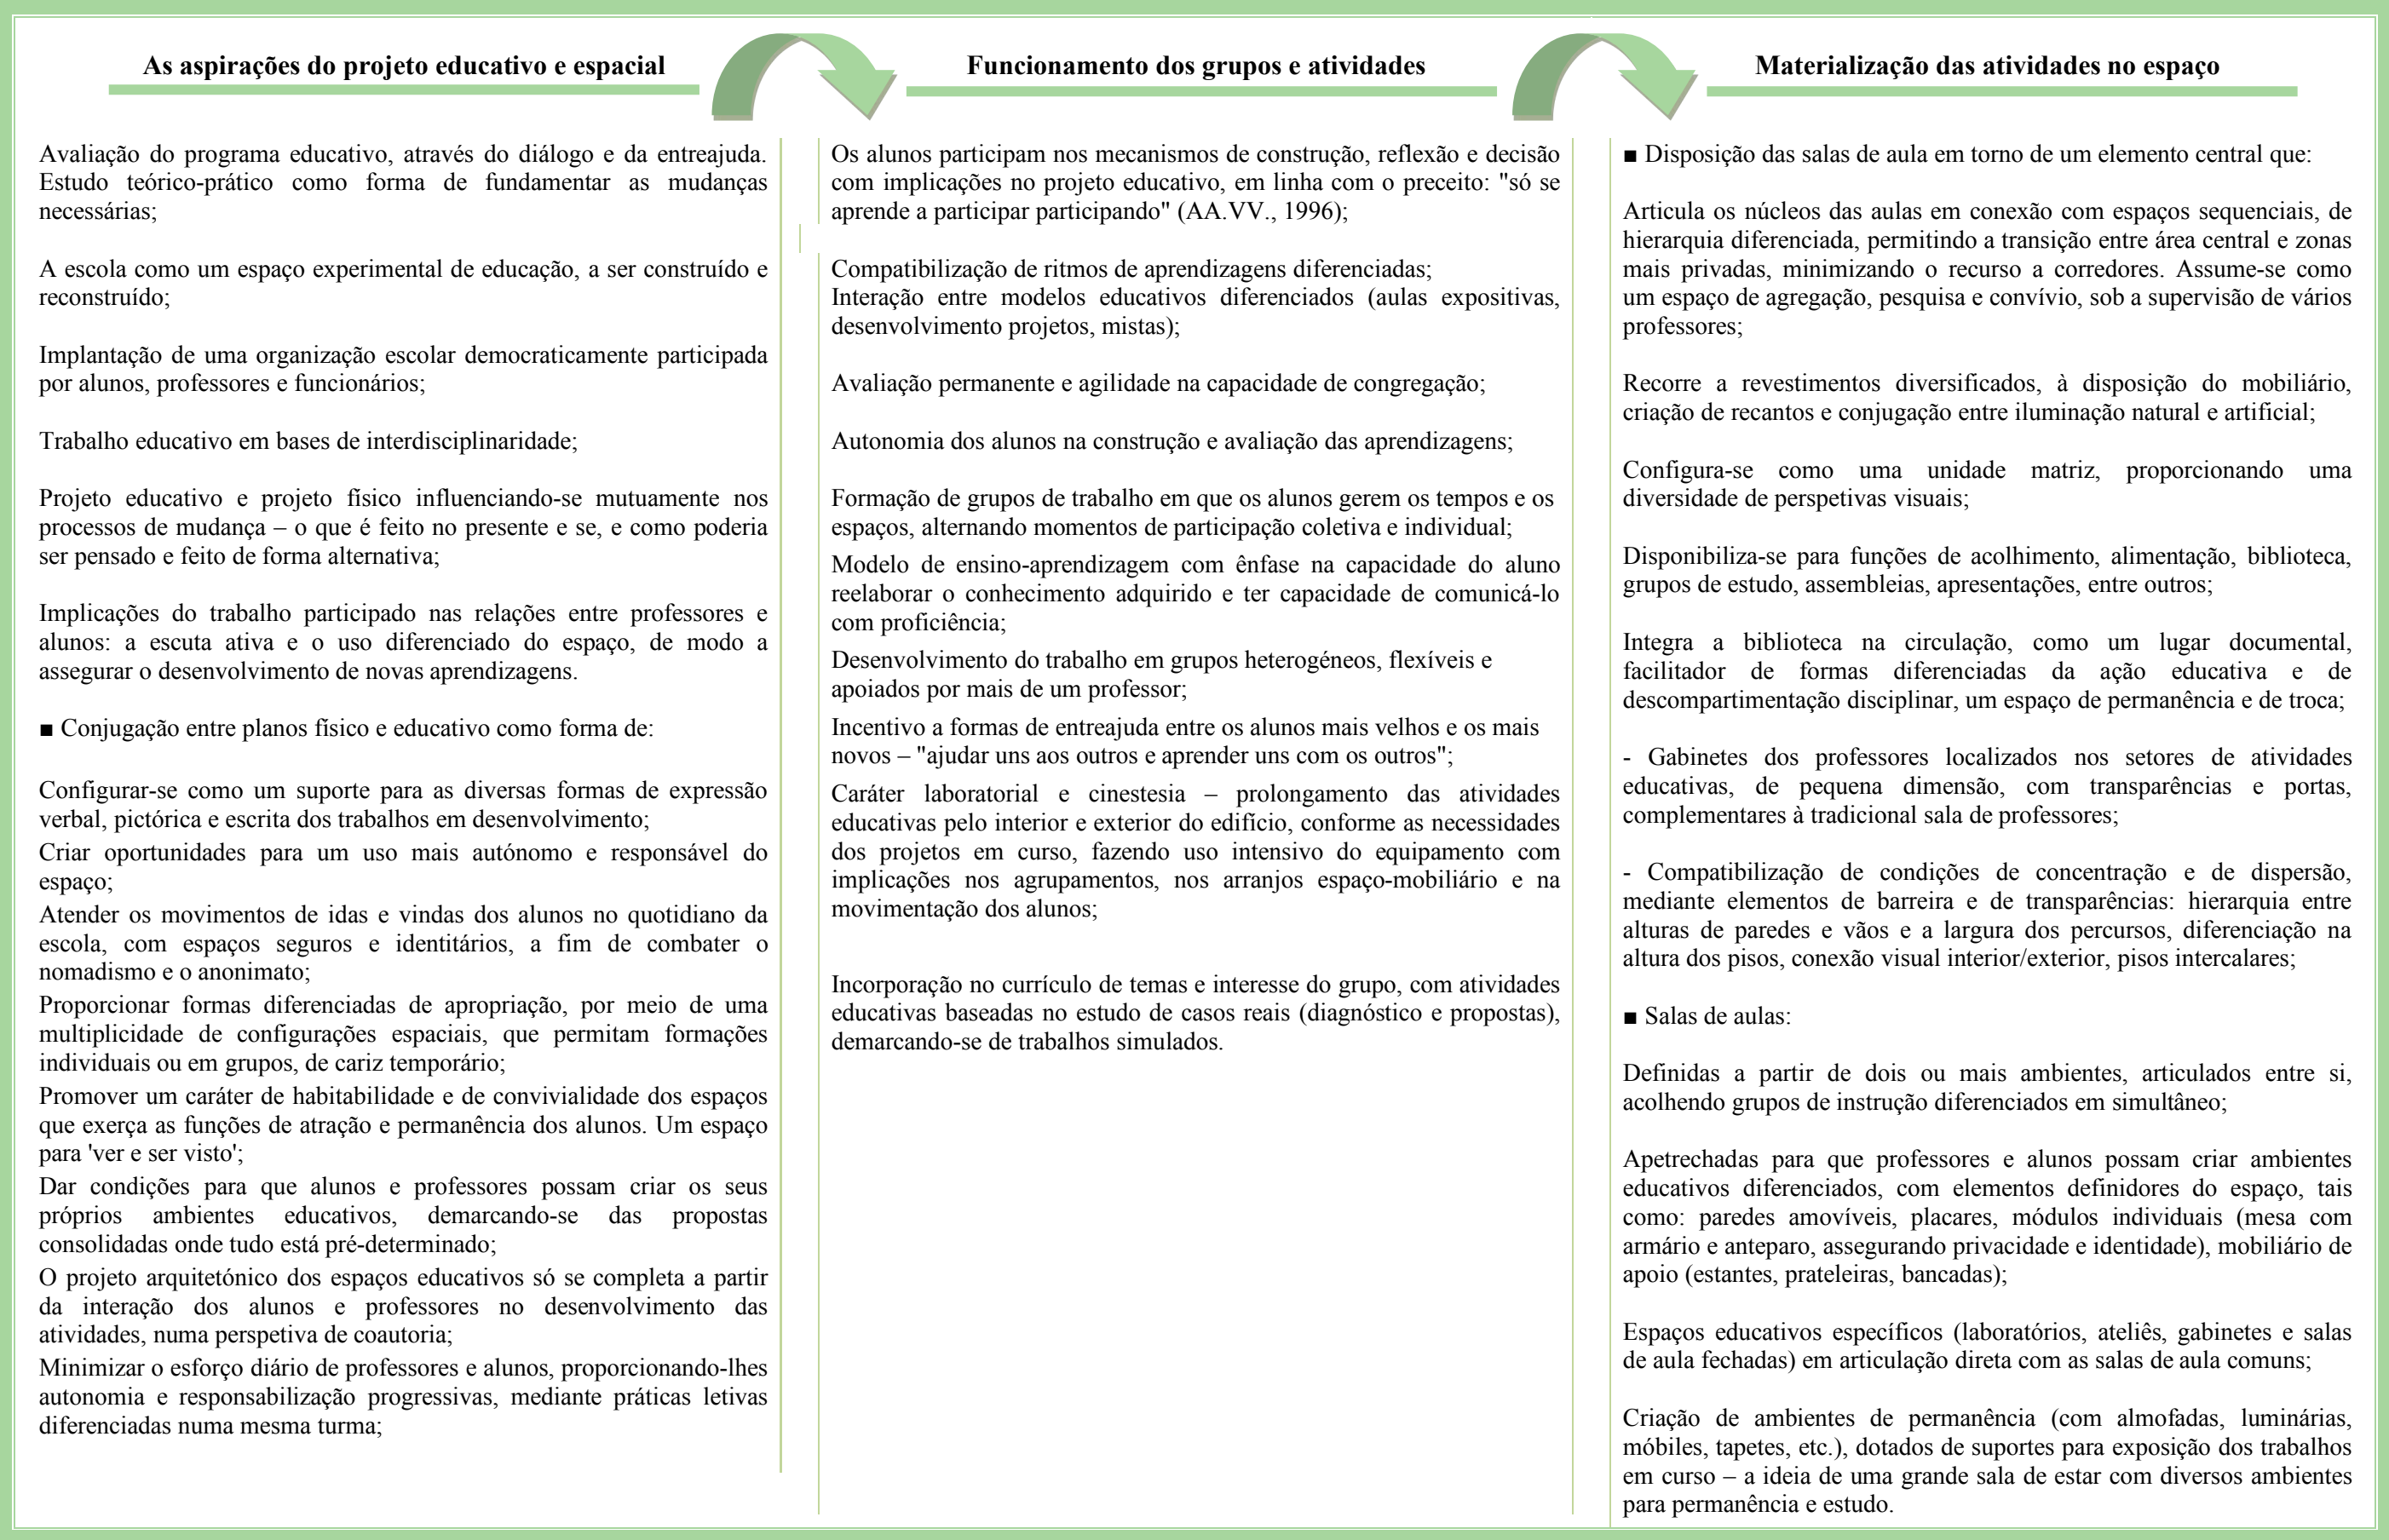 As aspirações do projeto educativo e espacial
Avaliação do programa educativo, através do diálogo e da entreajuda.
Estudo teórico-prático como forma de fundamentar as mudanças
necessárias;
A escola como um espaço experimental de educação, a ser construído e
reconstruído;
Implantação de uma organização escolar democraticamente participada
por alunos, professores e funcionários;
Trabalho educativo em bases de interdisciplinaridade;
Projeto educativo e projeto físico influenciando-se mutuamente nos
processos de mudança – o que é feito no presente e se, e como poderia
ser pensado e feito de forma alternativa;
Implicações do trabalho participado nas relações entre professores e
alunos: a escuta ativa e o uso diferenciado do espaço, de modo a
assegurar o desenvolvimento de novas aprendizagens.
■ Conjugação entre planos físico e educativo como forma de:
Configurar-se como um suporte para as diversas formas de expressão
verbal, pictórica e escrita dos trabalhos em desenvolvimento;
Criar oportunidades para um uso mais autónomo e responsável do
espaço;
Atender os movimentos de idas e vindas dos alunos no quotidiano da
escola, com espaços seguros e identitários, a fim de combater o
nomadismo e o anonimato;
Proporcionar formas diferenciadas de apropriação, por meio de uma
multiplicidade de configurações espaciais, que permitam formações
individuais ou em grupos, de cariz temporário;
Promover um caráter de habitabilidade e de convivialidade dos espaços
que exerça as funções de atração e permanência dos alunos. Um espaço
para 'ver e ser visto';
Dar condições para que alunos e professores possam criar os seus
próprios ambientes educativos, demarcando-se das propostas
consolidadas onde tudo está pré-determinado;
O projeto arquitetónico dos espaços educativos só se completa a partir
da interação dos alunos e professores no desenvolvimento das
atividades, numa perspetiva de coautoria;
Minimizar o esforço diário de professores e alunos, proporcionando-lhes
autonomia e responsabilização progressivas, mediante práticas letivas
diferenciadas numa mesma turma;
Funcionamento dos grupos e atividades
Os alunos participam nos mecanismos de construção, reflexão e decisão
com implicações no projeto educativo, em linha com o preceito: "só se
aprende a participar participando" (AA.VV., 1996);
Compatibilização de ritmos de aprendizagens diferenciadas;
Interação entre modelos educativos diferenciados (aulas expositivas,
desenvolvimento projetos, mistas);
Avaliação permanente e agilidade na capacidade de congregação;
Autonomia dos alunos na construção e avaliação das aprendizagens;
Formação de grupos de trabalho em que os alunos gerem os tempos e os
espaços, alternando momentos de participação coletiva e individual;
Modelo de ensino-aprendizagem com ênfase na capacidade do aluno
reelaborar o conhecimento adquirido e ter capacidade de comunicá-lo
com proficiência;
Desenvolvimento do trabalho em grupos heterogéneos, flexíveis e
apoiados por mais de um professor;
Incentivo a formas de entreajuda entre os alunos mais velhos e os mais
novos – "ajudar uns aos outros e aprender uns com os outros";
Caráter laboratorial e cinestesia – prolongamento das atividades
educativas pelo interior e exterior do edifício, conforme as necessidades
dos projetos em curso, fazendo uso intensivo do equipamento com
implicações nos agrupamentos, nos arranjos espaço-mobiliário e na
movimentação dos alunos;
Incorporação no currículo de temas e interesse do grupo, com atividades
educativas baseadas no estudo de casos reais (diagnóstico e propostas),
demarcando-se de trabalhos simulados.
Materialização das atividades no espaço
■ Disposição das salas de aula em torno de um elemento central que:
Articula os núcleos das aulas em conexão com espaços sequenciais, de
hierarquia diferenciada, permitindo a transição entre área central e zonas
mais privadas, minimizando o recurso a corredores. Assume-se como
um espaço de agregação, pesquisa e convívio, sob a supervisão de vários
professores;
Recorre a revestimentos diversificados, à disposição do mobiliário,
criação de recantos e conjugação entre iluminação natural e artificial;
Configura-se como uma unidade matriz, proporcionando uma
diversidade de perspetivas visuais;
Disponibiliza-se para funções de acolhimento, alimentação, biblioteca,
grupos de estudo, assembleias, apresentações, entre outros;
Integra a biblioteca na circulação, como um lugar documental,
facilitador de formas diferenciadas da ação educativa e de
descompartimentação disciplinar, um espaço de permanência e de troca;
- Gabinetes dos professores localizados nos setores de atividades
educativas, de pequena dimensão, com transparências e portas,
complementares à tradicional sala de professores;
- Compatibilização de condições de concentração e de dispersão,
mediante elementos de barreira e de transparências: hierarquia entre
alturas de paredes e vãos e a largura dos percursos, diferenciação na
altura dos pisos, conexão visual interior/exterior, pisos intercalares;
■ Salas de aulas:
Definidas a partir de dois ou mais ambientes, articulados entre si,
acolhendo grupos de instrução diferenciados em simultâneo;
Apetrechadas para que professores e alunos possam criar ambientes
educativos diferenciados, com elementos definidores do espaço, tais
como: paredes amovíveis, placares, módulos individuais (mesa com
armário e anteparo, assegurando privacidade e identidade), mobiliário de
apoio (estantes, prateleiras, bancadas);
Espaços educativos específicos (laboratórios, ateliês, gabinetes e salas
de aula fechadas) em articulação direta com as salas de aula comuns;
Criação de ambientes de permanência (com almofadas, luminárias,
móbiles, tapetes, etc.), dotados de suportes para exposição dos trabalhos
em curso – a ideia de uma grande sala de estar com diversos ambientes
para permanência e estudo.